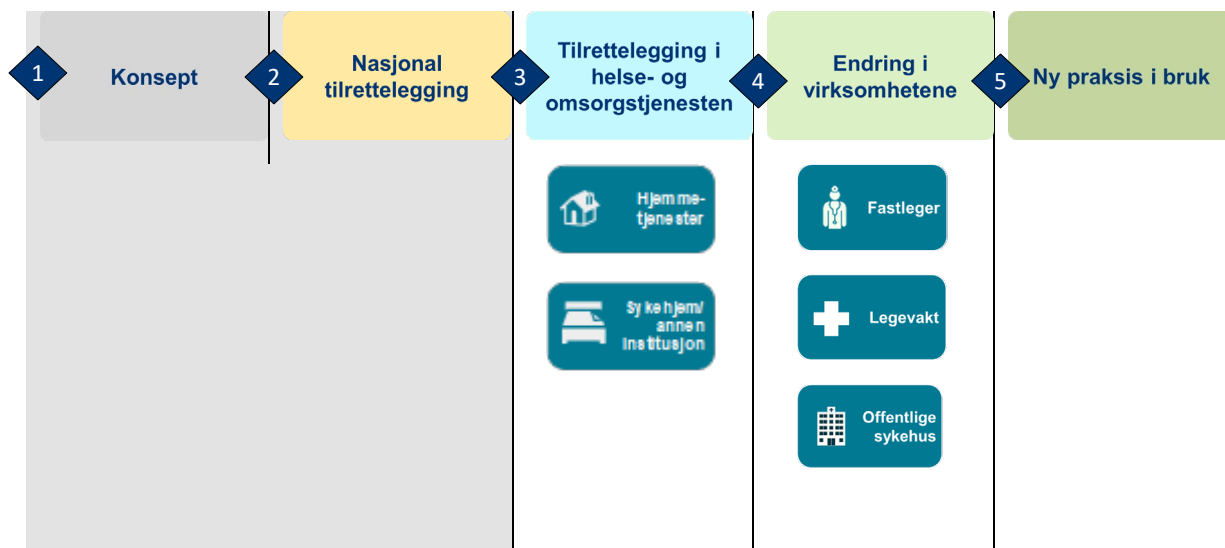 1
Konsept
2
Nasjonal
tilrettelegging
3
Tilrettelegging i
helse- og
omsorgstjenesten
4
Endring i
virksomhetene
5
Ny praksis i bruk
Hjemme-
tjenester
Sykehjem/
annen
institusjon
Fastleger
Legevakt
Offentlige
sykehus